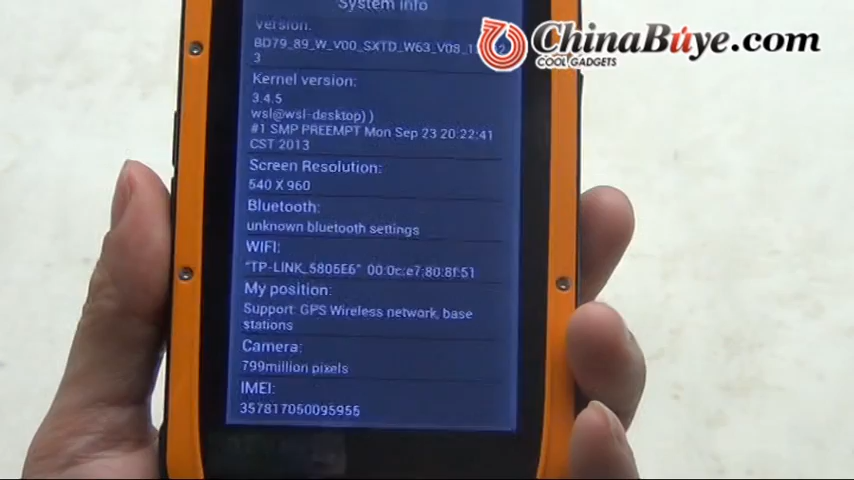 System Info
Version:
BD79_89_W_V00_SXTD_W63_V08_1
3
Kernel version:
3.4.5
wsl@wsl-desktop) )
#1 SMP PREEMPT Mon Sep 23 20:22:41
CST 2013
Screen Resolution:
540 X 960
Bluetooth:
unknown bluetooth settings
WIFI:
"TP-LINK_5805E6" 00:0c:e7:80:8f:51
My position:
Support: GPS Wireless network, base
stations
Camera:
799million pixels
IMEI:
357817050095955
ChinaBuye.com
COOL GADGETS